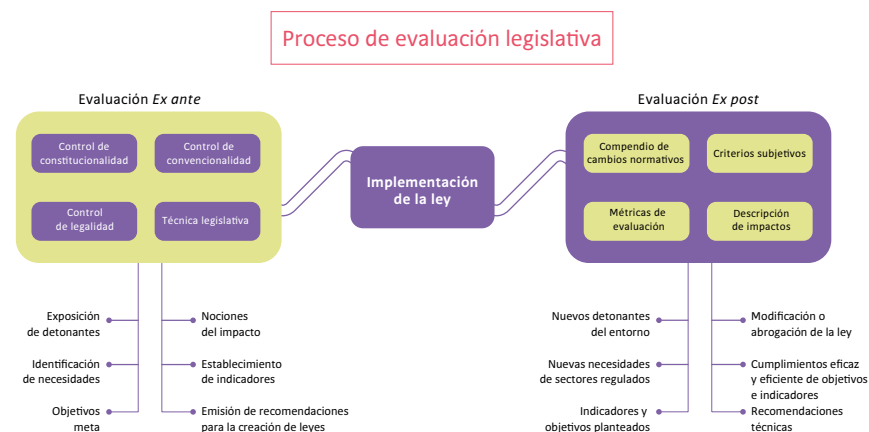 Proceso de evaluación legislativa
Evaluación Ex ante
Control de
constitucionalidad
Control de
convencionalidad
Control
de legalidad
Técnica legislativa
Exposición
de detonantes
Identificación
de necesidades
Objetivos
meta
Nociones
del impacto
Establecimiento
de indicadores
Emisión de recomendaciones
para la creación de leyes
Implementación
de la ley
Evaluación Ex post
Compendio de
cambios normativos
Criterios subjetivos
Métricas de
evaluación
Descripción
de impactos
Nuevos detonantes
del entorno
Nuevas necesidades
de sectores regulados
Indicadores y
objetivos planteados
Modificación o
abrogación de la ley
Cumplimientos eficaz
y eficiente de objetivos
e indicadores
Recomendaciones
técnicas